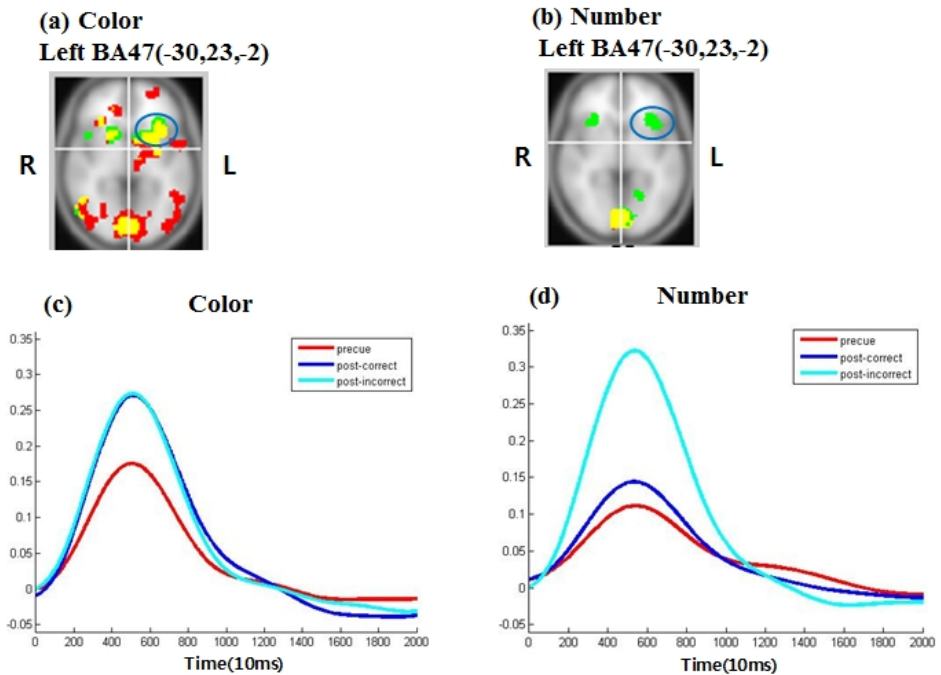 (a) Color
Left BA47(-30,23,-2)
R
L
(b) Number
Left BA47(-30,23,-2)
R
L
(c)
Color
0.35
0.3
0.25
0.2
0.15
0.1
0.05
0
-0.05
precue
post-correct
post-incorrect
0 200 400 600 800 1000 1200 1400 1600 1800 2000
Time(10ms)
(d)
Number
0.35
0.3
0.25
0.2
0.15
0.1
0.05
0
-0.05
precue
post-correct
post-incorrect
0 200 400 600 800 1000 1200 1400 1600 1800 2000
Time(10ms)